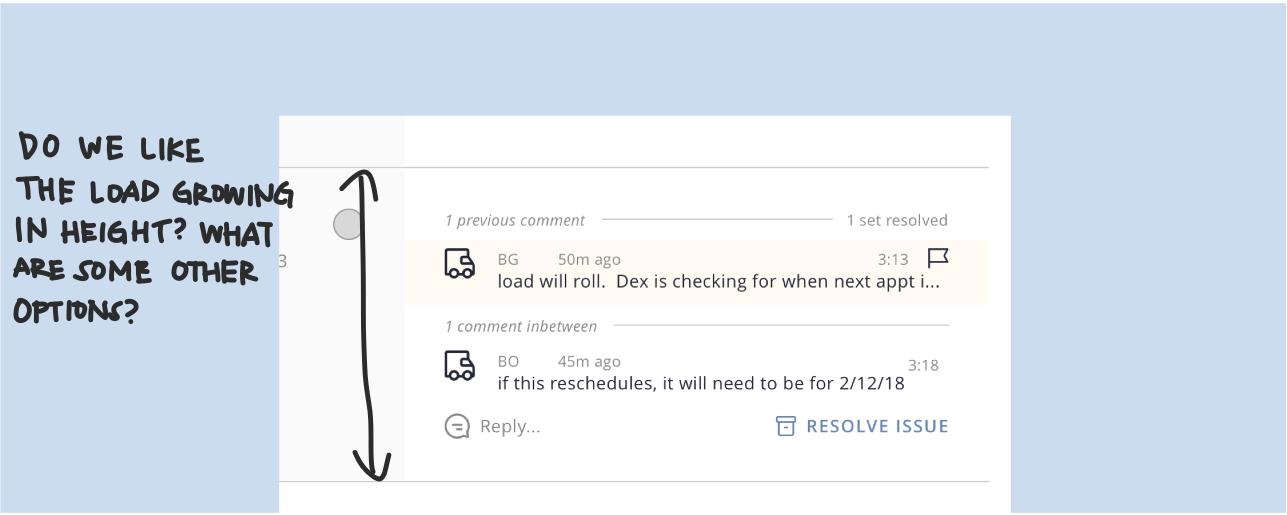 DO WE LIKE
THE LOAD GROWING
IN HEIGHT? WHAT
ARE SOME OTHER
OPTIONS?
3
1 previous comment 1 set resolved
BG 50m ago 3:13
load will roll.  Dex is checking for when next appt i...
1 comment inbetween
BO 45m ago 3:18
if this reschedules, it will need to be for 2/12/18
Reply... RESOLVE ISSUE